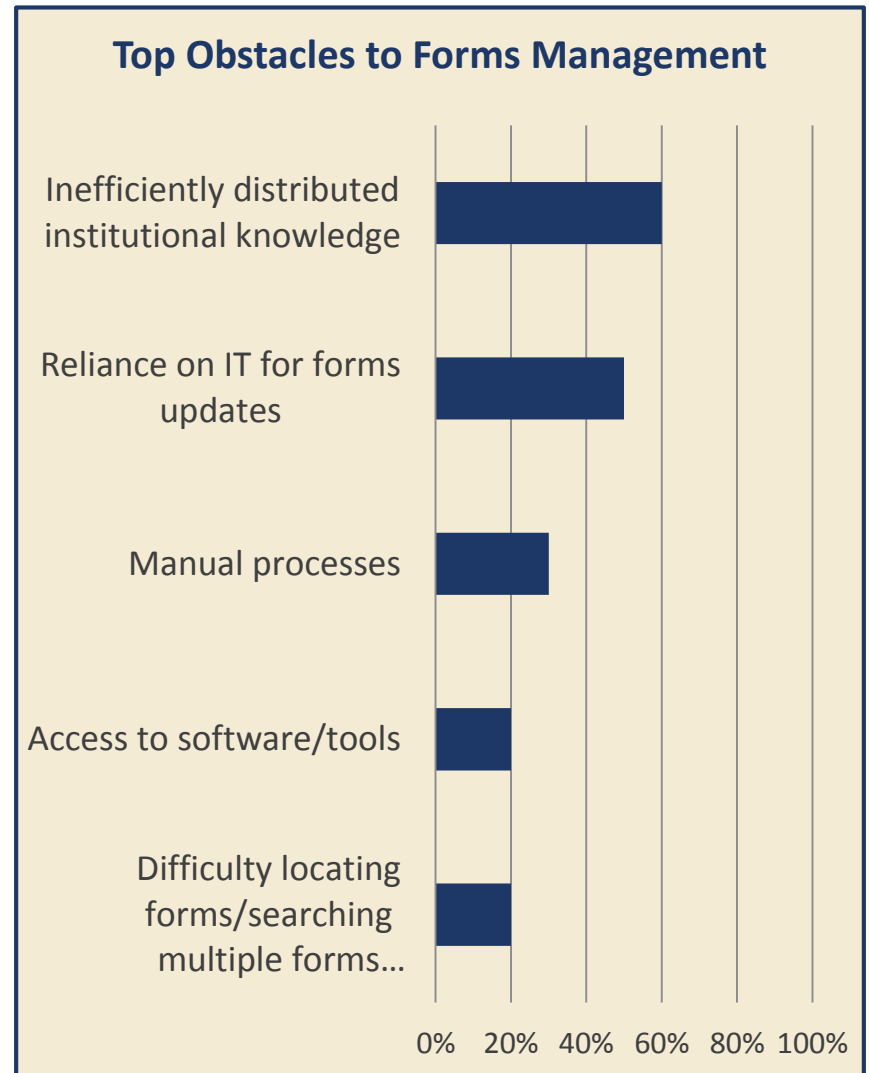 Top Obstacles to Forms Management
Inefficiently distributed
institutional knowledge
Reliance on IT for forms
updates
Manual processes
Access to software/tools
Difficulty locating
forms/searching
multiple forms…
0% 20% 40% 60% 80% 100%